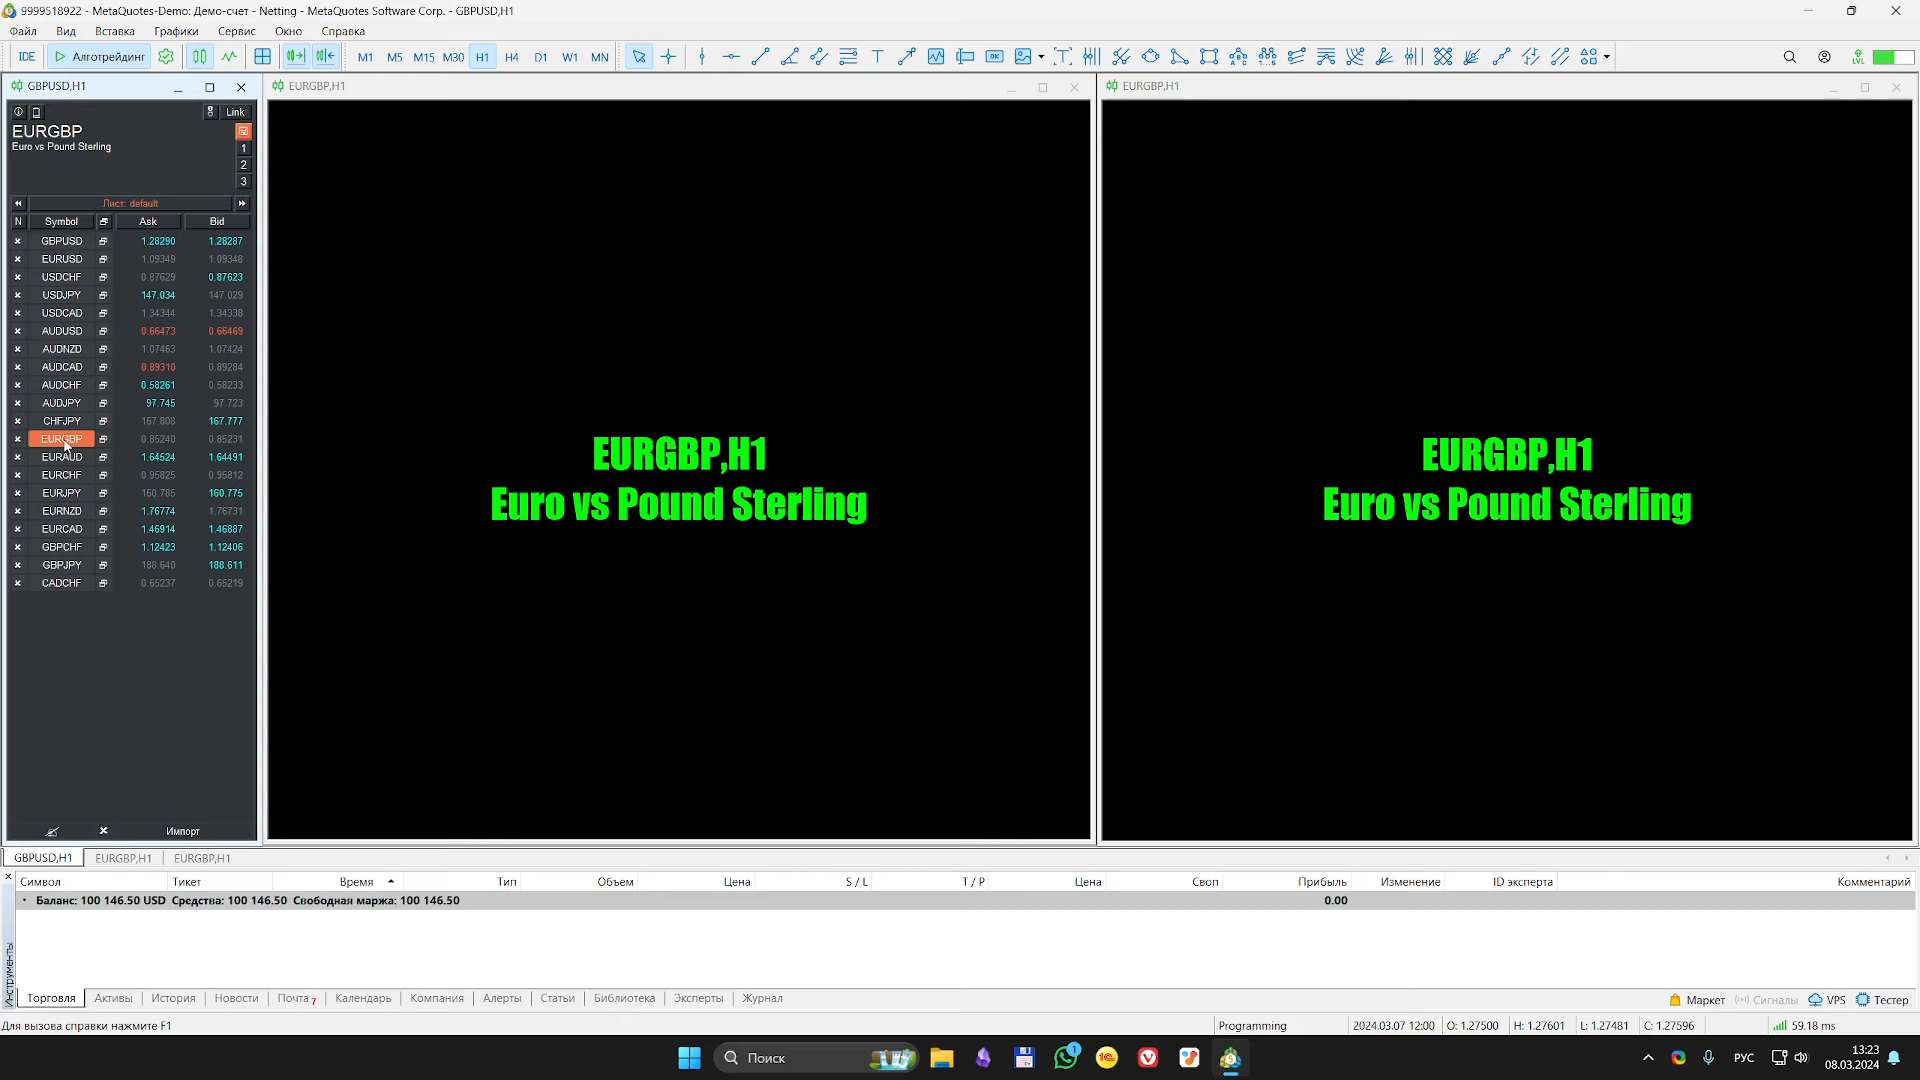 9999518922 - MetaQuotes-Demo: Демо-счет - Netting - MetaQuotes Software Corp. - GBPUSD,H1
Файл Вид Вставка Графики Сервис Окно Справка
IDE Алготрейдинг M1 M5 M15 M30 H1 H4 D1 W1 MN
GBPUSD,H1
EURGBP,H1
EURGBP,H1
Link
EURGBP
Euro vs Pound Sterling
1
2
3
Лист: default
N Symbol Ask Bid
GBPUSD 1.28290 1.28287
EURUSD 1.09349 1.09348
USDCHF 0.87629 0.87623
USDJPY 147.034 147.029
USDCAD 1.34344 1.34338
AUDUSD 0.66473 0.66469
AUDNZD 1.07463 1.07424
AUDCAD 0.89310 0.89284
AUDCHF 0.58261 0.58233
AUDJPY 97.745 97.723
CHFJPY 167.808 167.777
EURGBP 0.85240 0.85231
EURAUD 1.64524 1.64491
EURCHF 0.95825 0.95812
EURJPY 160.785 160.775
EURNZD 1.76774 1.76731
EURCAD 1.46914 1.46887
GBPCHF 1.12423 1.12406
GBPJPY 188.640 188.611
CADCHF 0.65237 0.65219
Импорт
EURGBP,H1
Euro vs Pound Sterling
EURGBP,H1
Euro vs Pound Sterling
GBPUSD,H1 EURGBP,H1 EURGBP,H1
Символ Тикет Время Тип Объем Цена S / L T / P Цена Своп Прибыль Изменение ID эксперта Комментарий
Баланс: 100 146.50 USD Средства: 100 146.50 Свободная маржа: 100 146.50 0.00
Инструменты
Торговля Активы История Новости Почта 7 Календарь Компания Алерты Статьи Библиотека Эксперты Журнал
Маркет Сигналы VPS Тестер
Для вызова справки нажмите F1
Programming 2024.03.07 12:00 O: 1.27500 H: 1.27601 L: 1.27481 C: 1.27596 59.18 ms
Поиск
1
РУС
13:23
08.03.2024